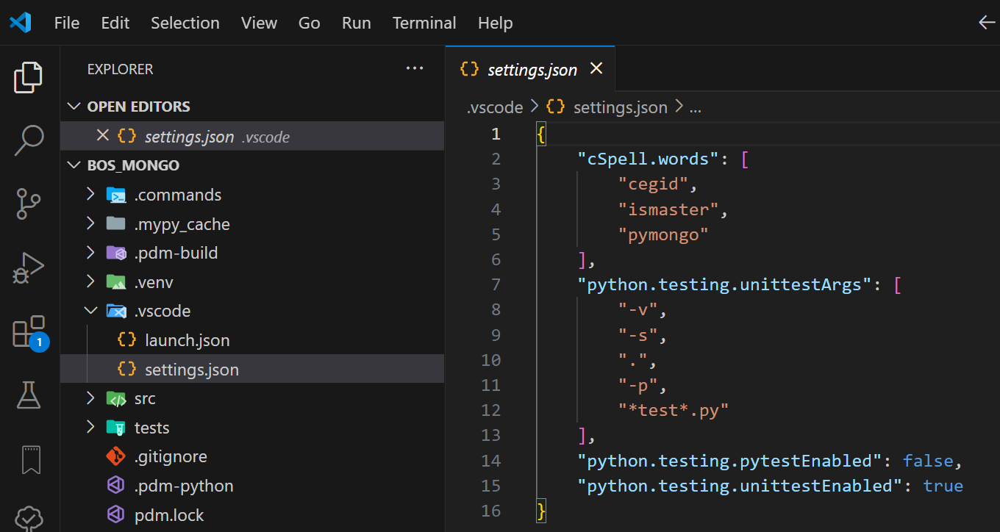 File Edit Selection View Go Run Terminal Help
EXPLORER ...
OPEN EDITORS
settings.json .vscode
BOS_MONGO
.commands
.mypy_cache
.pdm-build
.venv
.vscode
launch.json
settings.json
src
tests
.gitignore
.pdm-python
pdm.lock
1
settings.json
.vscode > {} settings.json > ...
1 {
2 "cSpell.words": [
3 "cegid",
4 "ismaster",
5 "pymongo"
6 ],
7 "python.testing.unittestArgs": [
8 "-v",
9 "-s",
10 ".",
11 "-p",
12 "*test*.py"
13 ],
14 "python.testing.pytestEnabled": false,
15 "python.testing.unittestEnabled": true
16 }